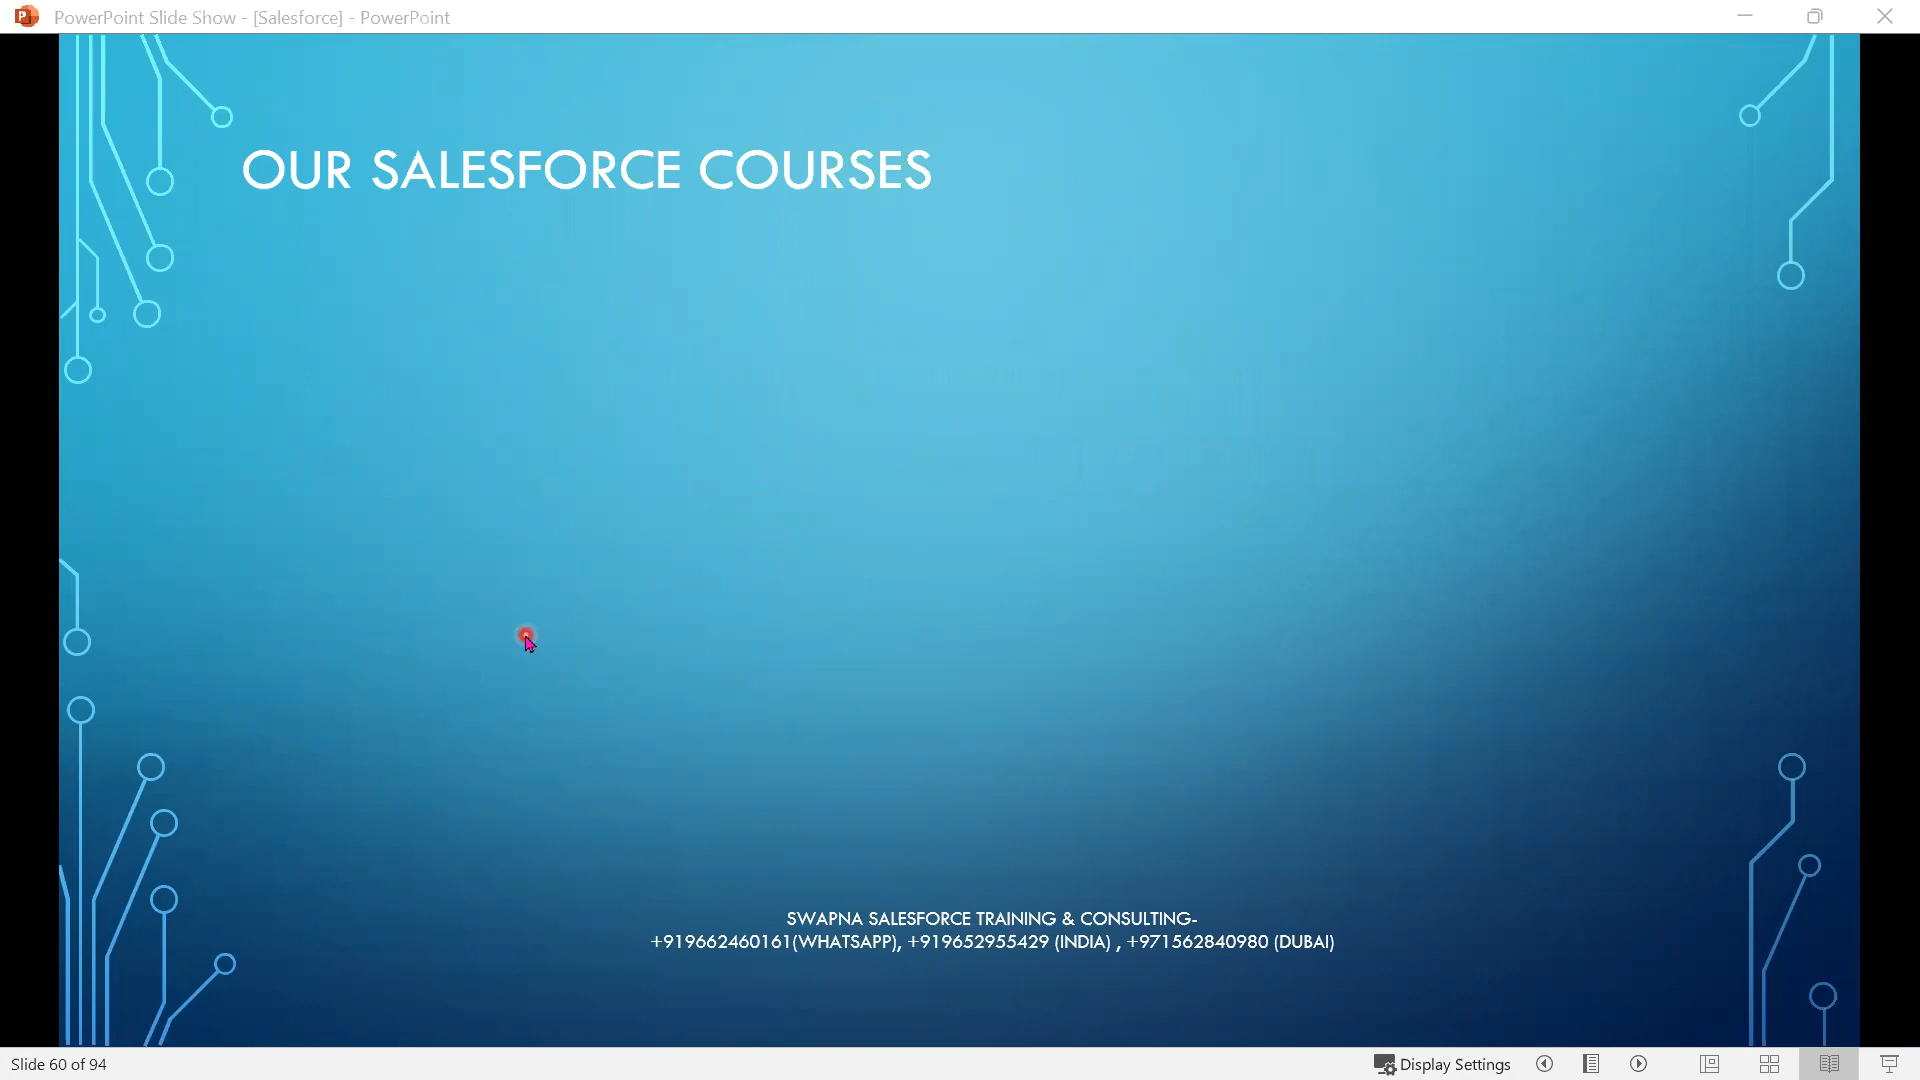 PowerPoint Slide Show - [Salesforce] - PowerPoint
OUR SALESFORCE COURSES
SWAPNA SALESFORCE TRAINING & CONSULTING-
+919662460161(WHATSAPP), +919652955429 (INDIA) , +971562840980 (DUBAI)
Slide 60 of 94
Display Settings